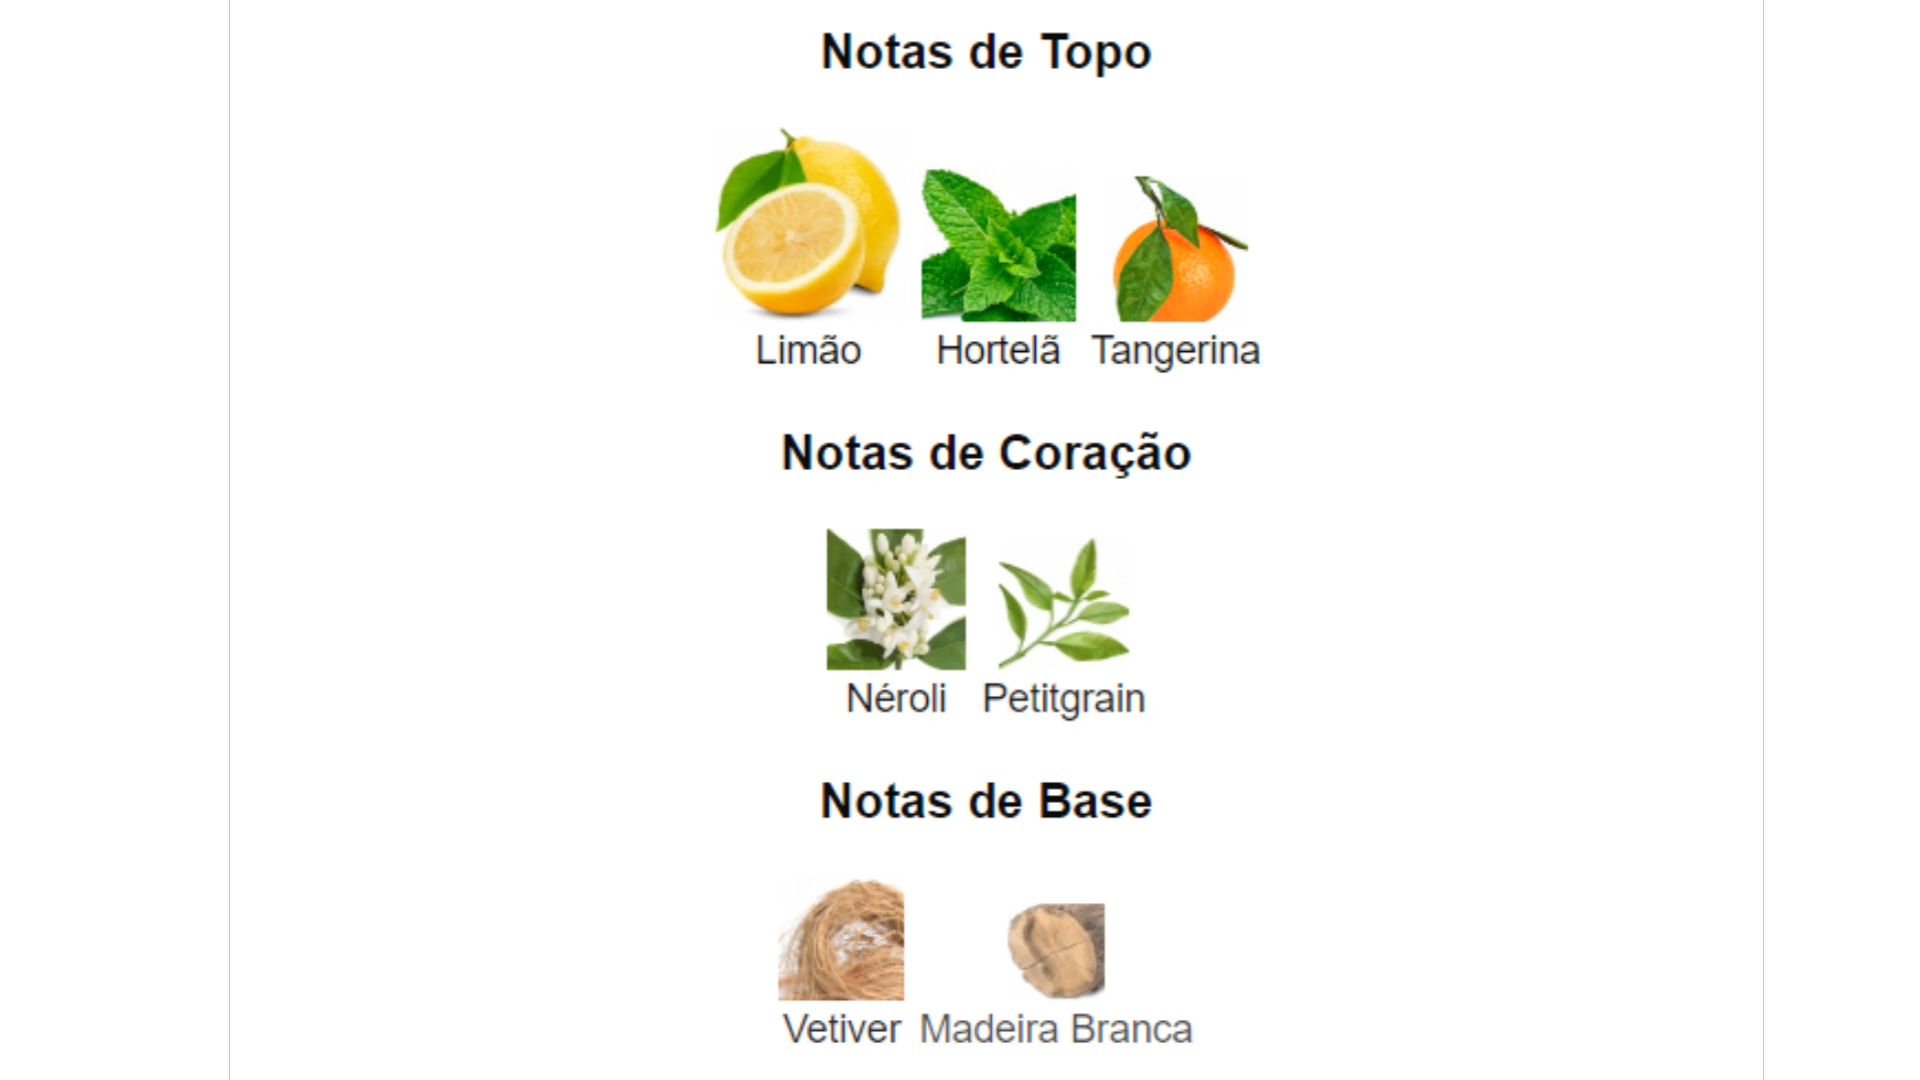 Notas de Topo
Limão Hortelã Tangerina
Notas de Coração
Néroli Petitgrain
Notas de Base
Vetiver Madeira Branca